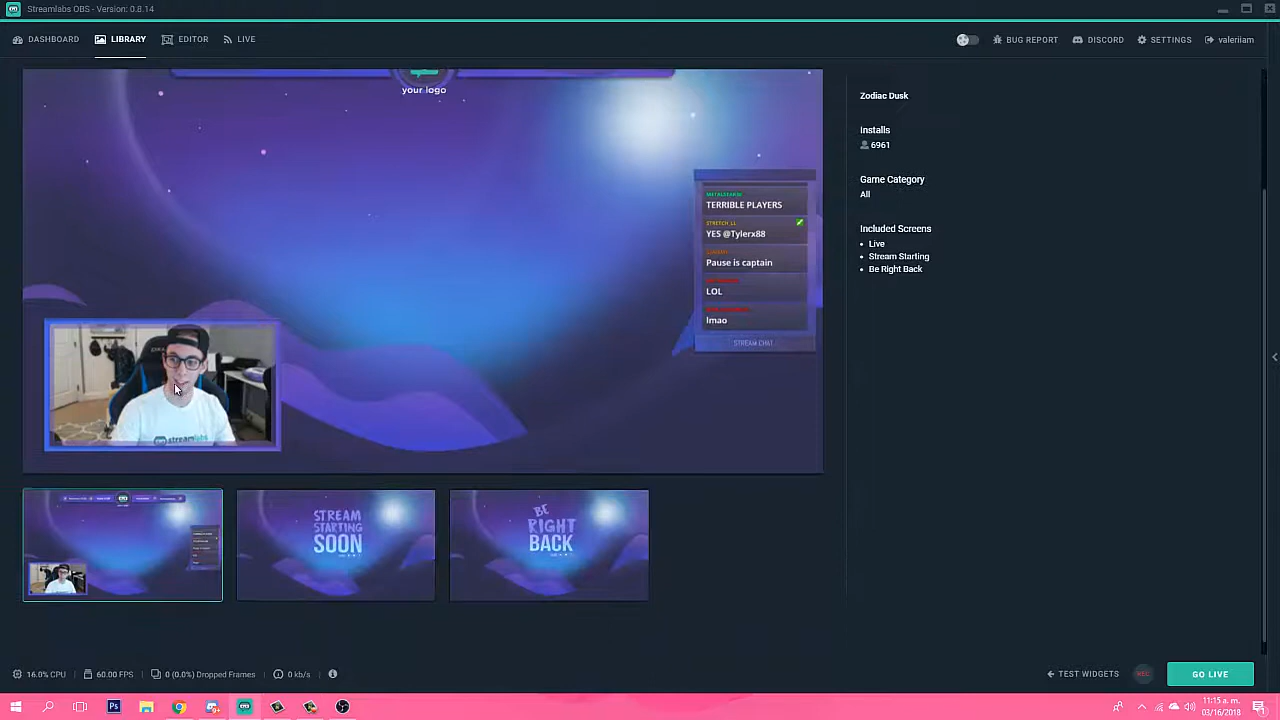 Streamlabs OBS - Version: 0.8.14
DASHBOARD
LIBRARY
EDITOR
LIVE
BUG REPORT
DISCORD
SETTINGS
valeriiam
your logo
TERRIBLE PLAYERS
YES @Tylerx88
Pause is captain
LOL
lmao
STREAM CHAT
streamlabs
Zodiac Dusk
Installs
6961
Game Category
All
Included Screens
• Live
• Stream Starting
• Be Right Back
STREAM
STARTING
SOON
BE
RIGHT
BACK
16.0% CPU
60.00 FPS
0 (0.0%) Dropped Frames
0 kb/s
TEST WIDGETS
REC
GO LIVE
Ps
11:15 a. m.
03/16/2018